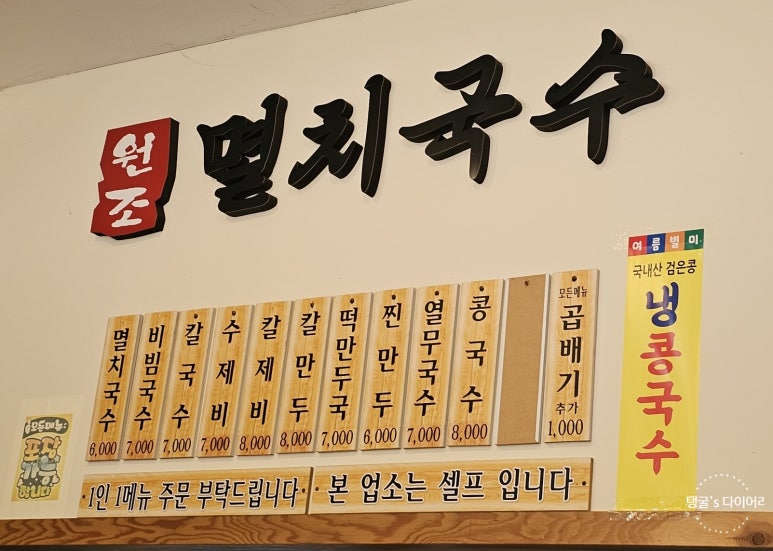 원조
멸치국수
여름별미
국내산 검은콩
냉콩국수
멸치국수 6,000
비빔국수 7,000
칼국수 7,000
수제비 7,000
칼제비 8,000
칼만두 8,000
떡만두국 7,000
찐만두 6,000
열무국수 7,000
콩국수 8,000
모든메뉴 곱배기 추가 1,000
모든메뉴
포장
가능
합니다
1인 1메뉴 주문 부탁드립니다
본 업소는 셀프 입니다
탱굴's 다이어리